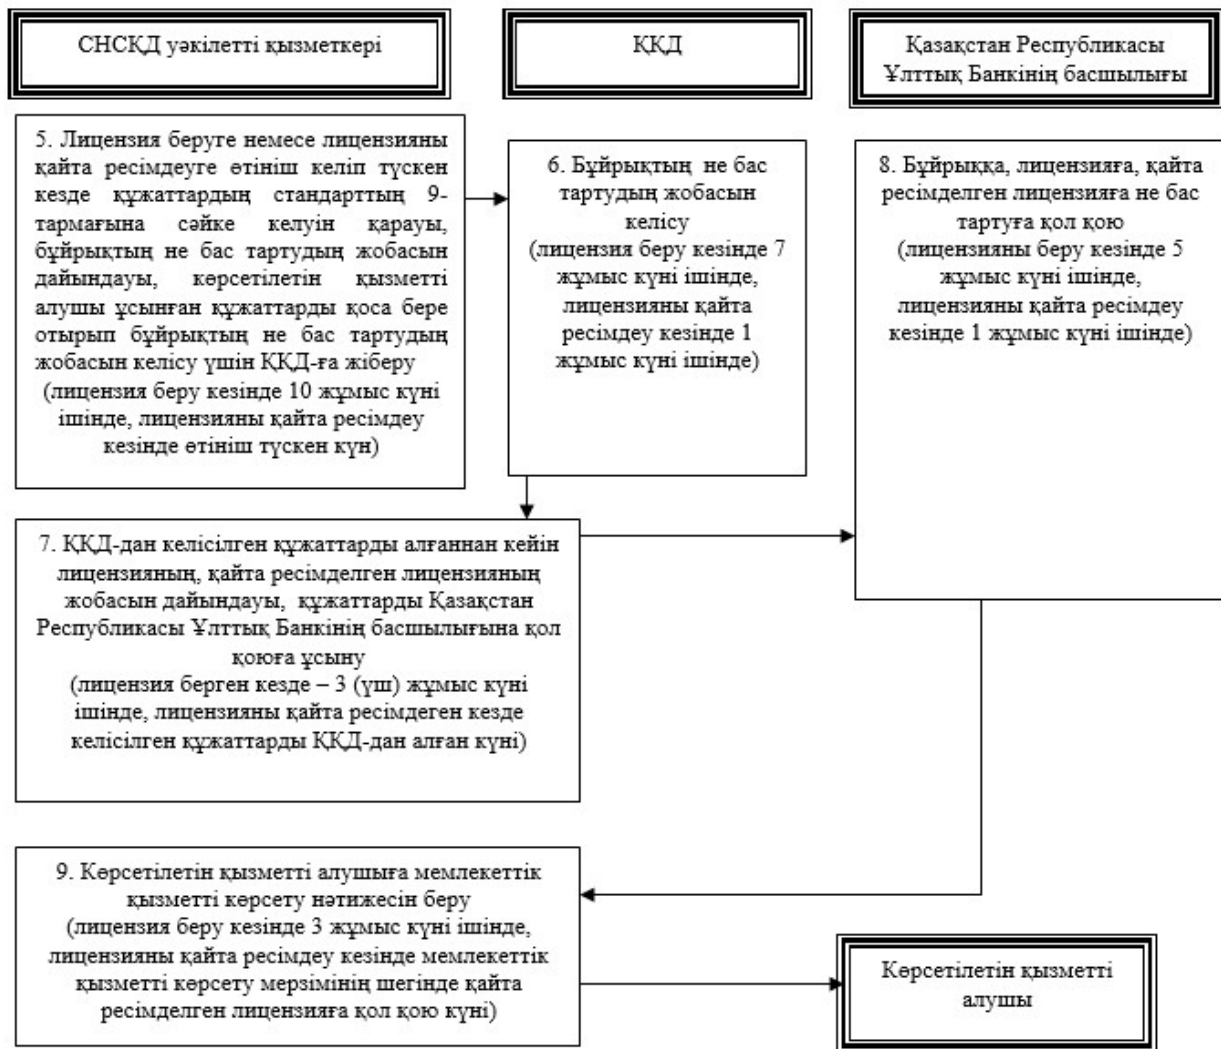 СНСҚД уәкілетті қызметкері
ҚҚД
Қазақстан Республикасы
Ұлттық Банкінің басшылығы
5. Лицензия беруге немесе лицензияны
қайта ресімдеуге өтініш келіп түскен
кезде құжаттардың стандарттың 9-
тармағына сәйке келуін қарауы,
бұйрықтың не бас тартудың жобасын
дайындауы, көрсетілетін қызметті
алушы ұсынған құжаттарды қоса бере
отырып бұйрықтың не бас тартудың
жобасын келісу үшін ҚҚД-ға жіберу
(лицензия беру кезінде 10 жұмыс күні
ішінде, лицензияны қайта ресімдеу
кезінде өтініш түскен күн)
6. Бұйрықтың не бас
тартудың жобасын
келісу
(лицензия беру кезінде 7
жұмыс күні ішінде,
лицензияны қайта
ресімдеу кезінде 1
жұмыс күні ішінде)
8. Бұйрыққа, лицензияға, қайта
ресімделген лицензияға не бас
тартуға қол қою
(лицензияны беру кезінде 5
жұмыс күні ішінде,
лицензияны қайта ресімдеу
кезінде 1 жұмыс күні ішінде)
7. ҚҚД-дан келісілген құжаттарды алғаннан кейін
лицензияның, қайта ресімделген лицензияның
жобасын дайындауы, құжаттарды Қазақстан
Республикасы Ұлттық Банкінің басшылығына қол
қоюға ұсыну
(лицензия берген кезде – 3 (үш) жұмыс күні
ішінде, лицензияны қайта ресімдеген кезде
келісілген құжаттарды ҚҚД-дан алған күні)
9. Көрсетілетін қызметті алушыға мемлекеттік
қызметті көрсету нәтижесін беру
(лицензия беру кезінде 3 жұмыс күні ішінде,
лицензияны қайта ресімдеу кезінде мемлекеттік
қызметті көрсету мерзімінің шегінде қайта
ресімделген лицензияға қол қою күні)
Көрсетілетін қызметті
алушы